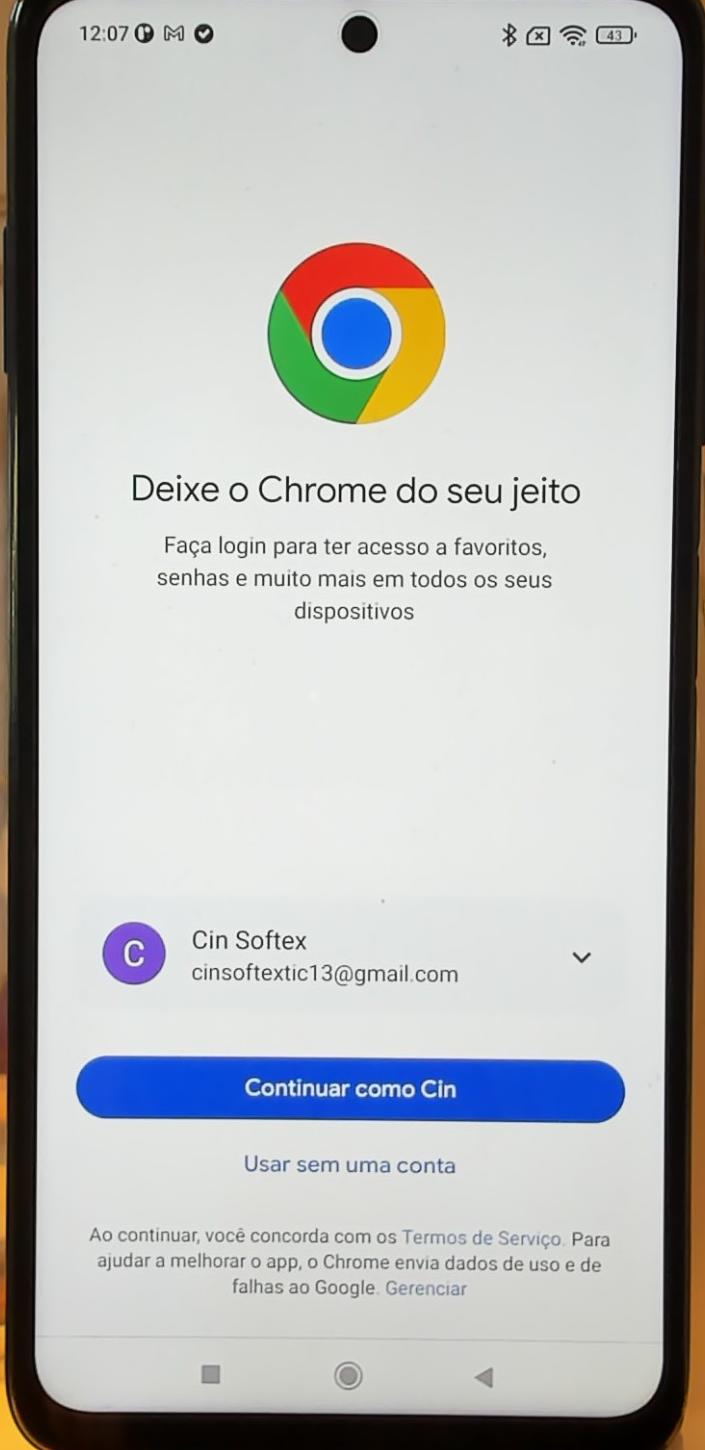 12:07
43
Deixe o Chrome do seu jeito
Faça login para ter acesso a favoritos,
senhas e muito mais em todos os seus
dispositivos
C
Cin Softex
cinsoftextic13@gmail.com
Continuar como Cin
Usar sem uma conta
Ao continuar, você concorda com os Termos de Serviço. Para
ajudar a melhorar o app, o Chrome envia dados de uso e de
falhas ao Google. Gerenciar